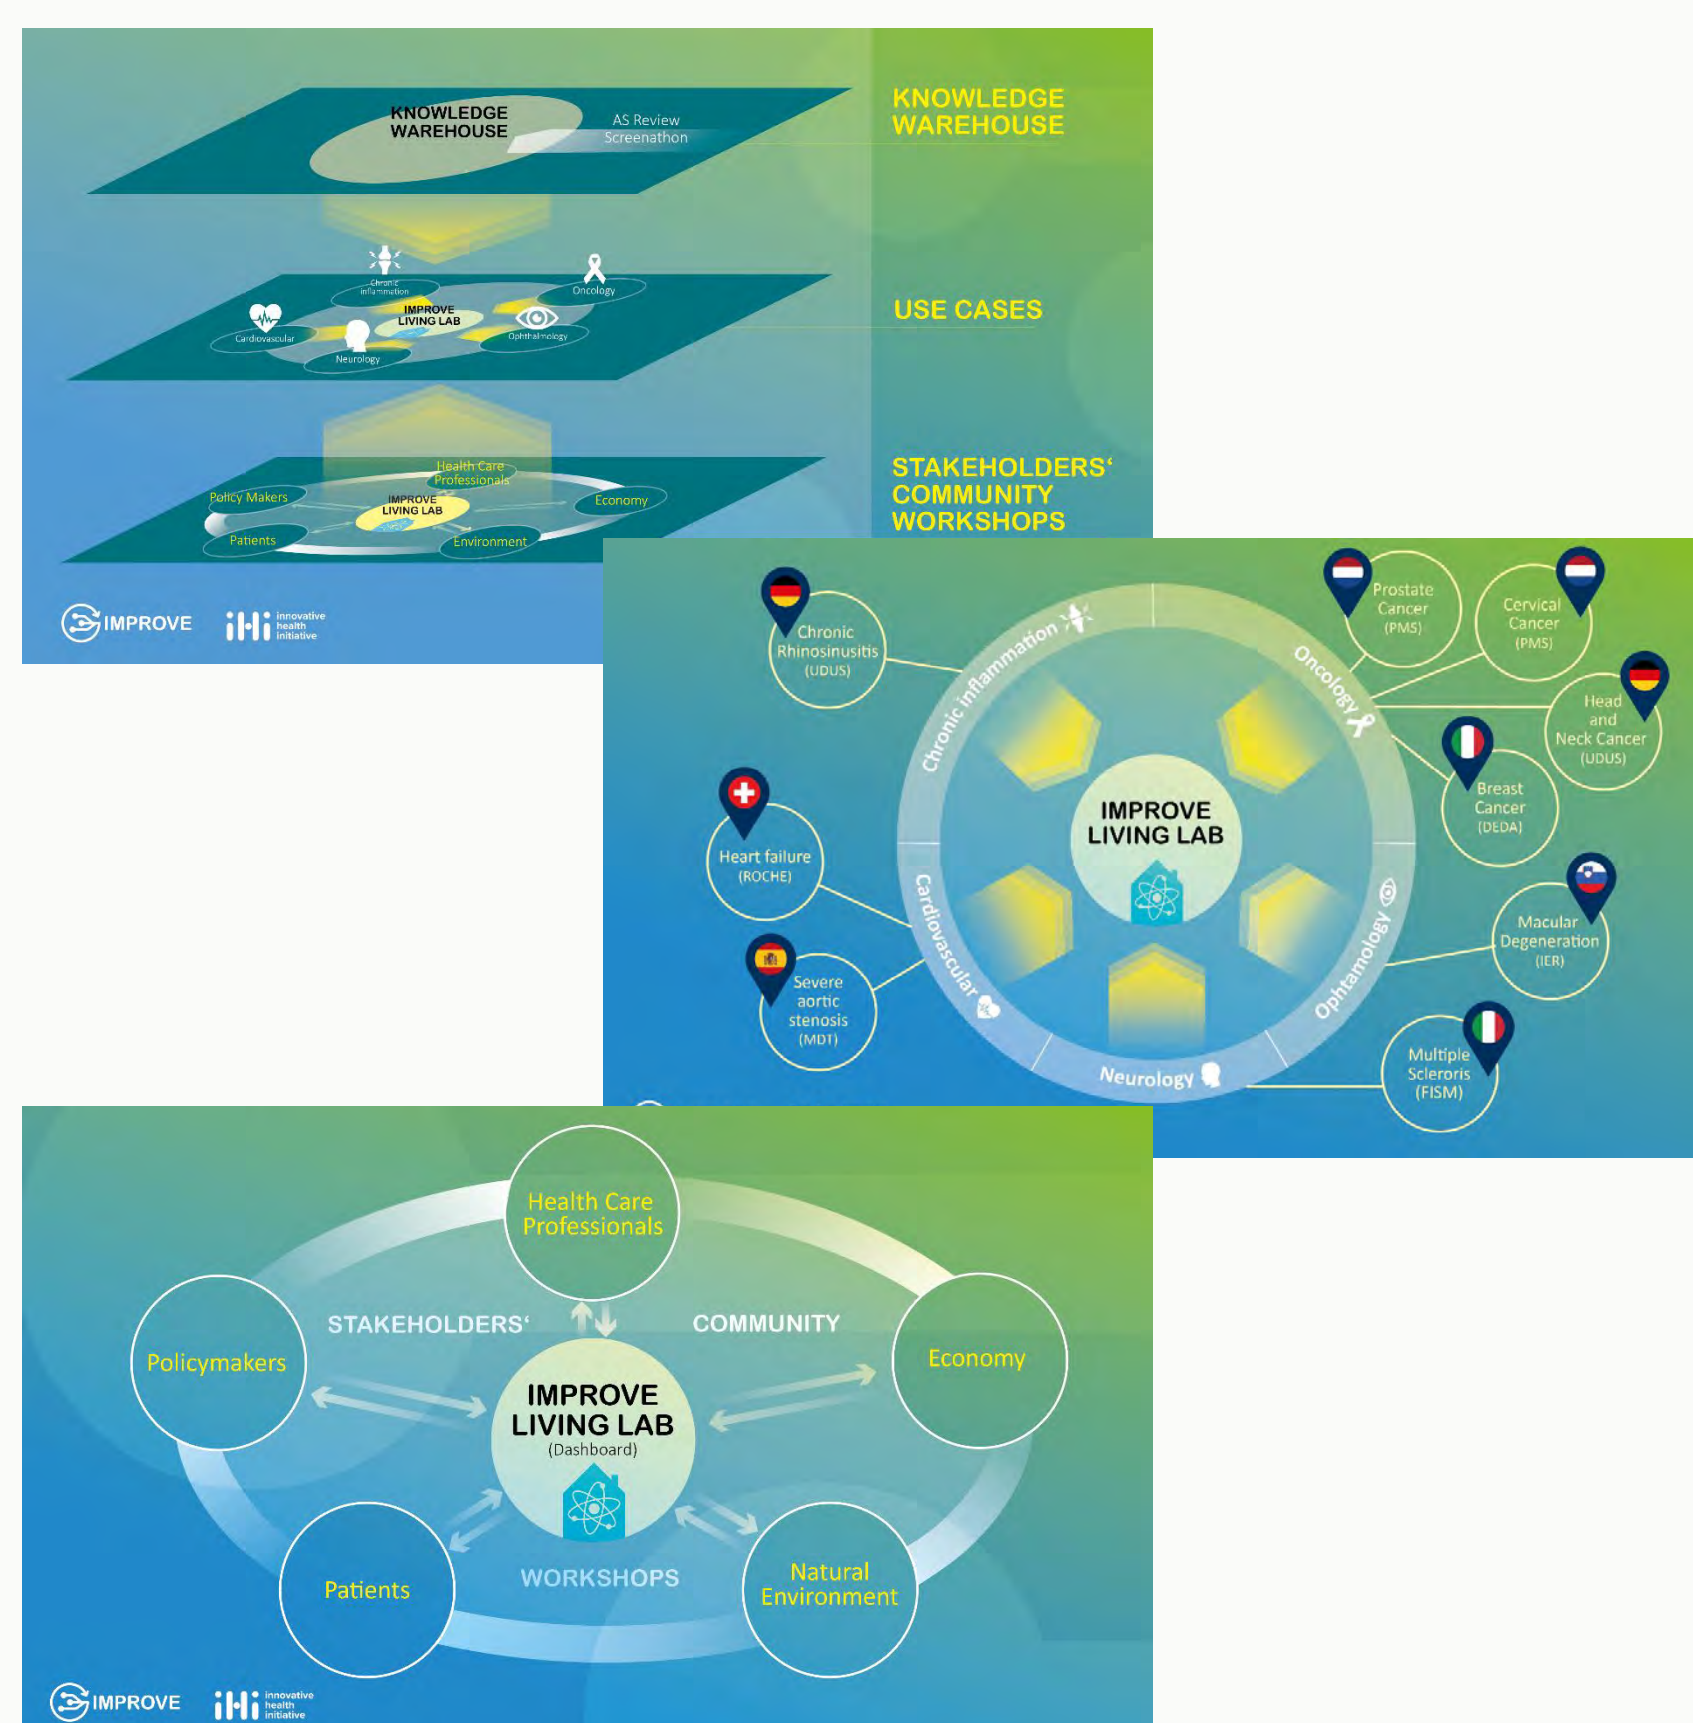 KNOWLEDGE
WAREHOUSE
AS Review
Screenathon
KNOWLEDGE
WAREHOUSE
Chronic
inflammation
Oncology
IMPROVE
LIVING LAB
Cardiovascular
Ophthalmology
Neurology
USE CASES
Health Care
Professionals
Policy Makers
IMPROVE
LIVING LAB
Economy
Patients
Environment
STAKEHOLDERS‘
COMMUNITY
WORKSHOPS
IMPROVE
iHi innovative
health
initiative
Chronic
Rhinosinusitis
(UDUS)
Prostate
Cancer
(PMS)
Cervical
Cancer
(PMS)
Head
and
Neck Cancer
(UDUS)
Breast
Cancer
(DEDA)
Chronic inflammation
Oncology
IMPROVE
LIVING LAB
Heart failure
(ROCHE)
Severe
aortic
stenosis
(MDT)
Cardiovascular
Neurology
Ophtamology
Macular
Degeneration
(IER)
Multiple
Scleroris
(FISM)
Health Care
Professionals
STAKEHOLDERS‘
COMMUNITY
Policymakers
Economy
IMPROVE
LIVING LAB
(Dashboard)
WORKSHOPS
Patients
Natural
Environment
IMPROVE
iHi innovative
health
initiative